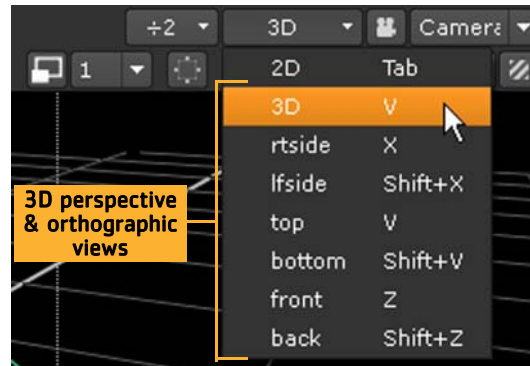 ÷2 3D Camera
1
2D Tab
3D V
rtside X
lfside Shift+X
top V
bottom Shift+V
front Z
back Shift+Z
3D perspective
& orthographic
views